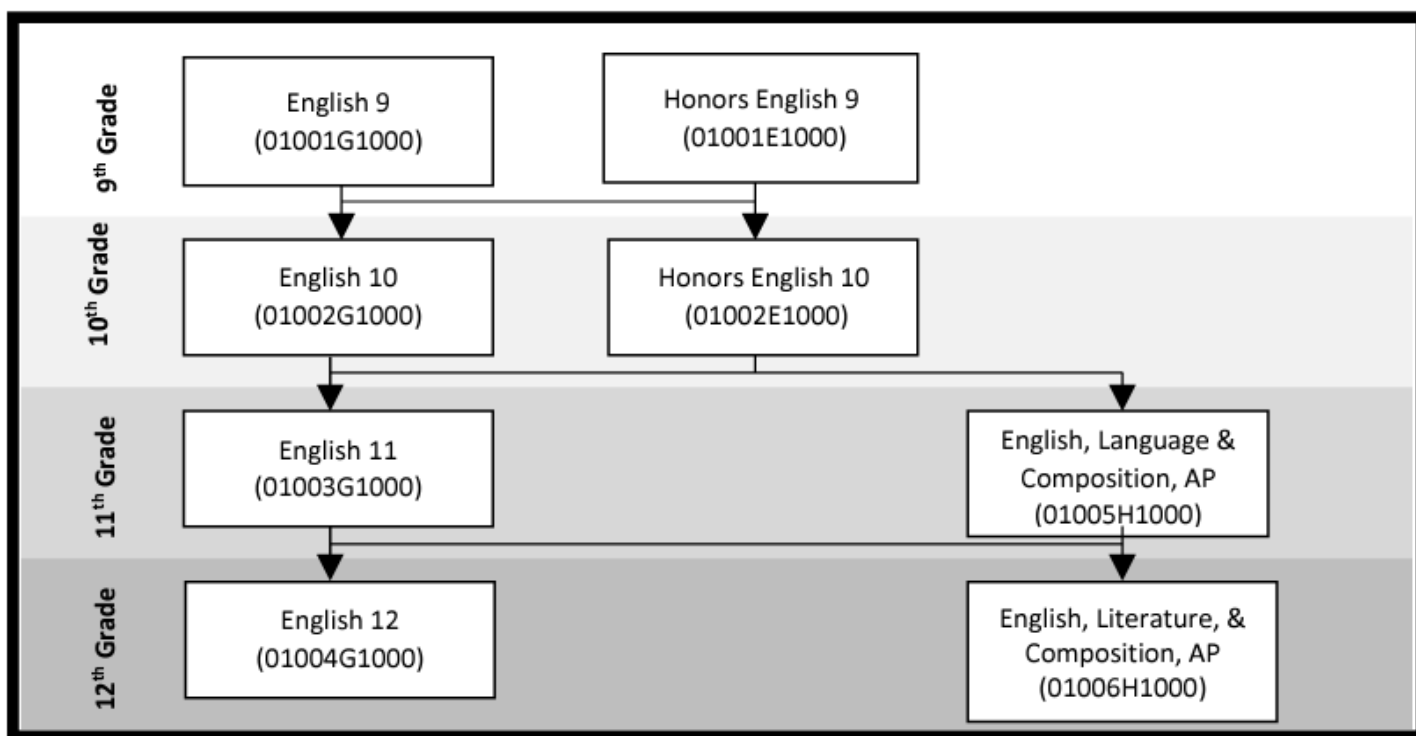 9th Grade
English 9
(01001G1000)
Honors English 9
(01001E1000)
10th Grade
English 10
(01002G1000)
Honors English 10
(01002E1000)
11th Grade
English 11
(01003G1000)
English, Language &
Composition, AP
(01005H1000)
12th Grade
English 12
(01004G1000)
English, Literature, &
Composition, AP
(01006H1000)